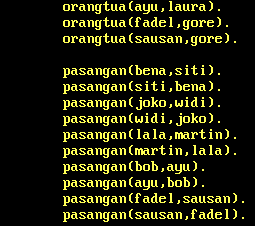 orangtua(ayu,laura).
orangtua(fadel,gore).
orangtua(sausan,gore).
pasangan(bena,siti).
pasangan(siti,bena).
pasangan(joko,widi).
pasangan(widi,joko).
pasangan(lala,martin).
pasangan(martin,lala).
pasangan(bob,ayu).
pasangan(ayu,bob).
pasangan(fadel,sausan).
pasangan(sausan,fadel).